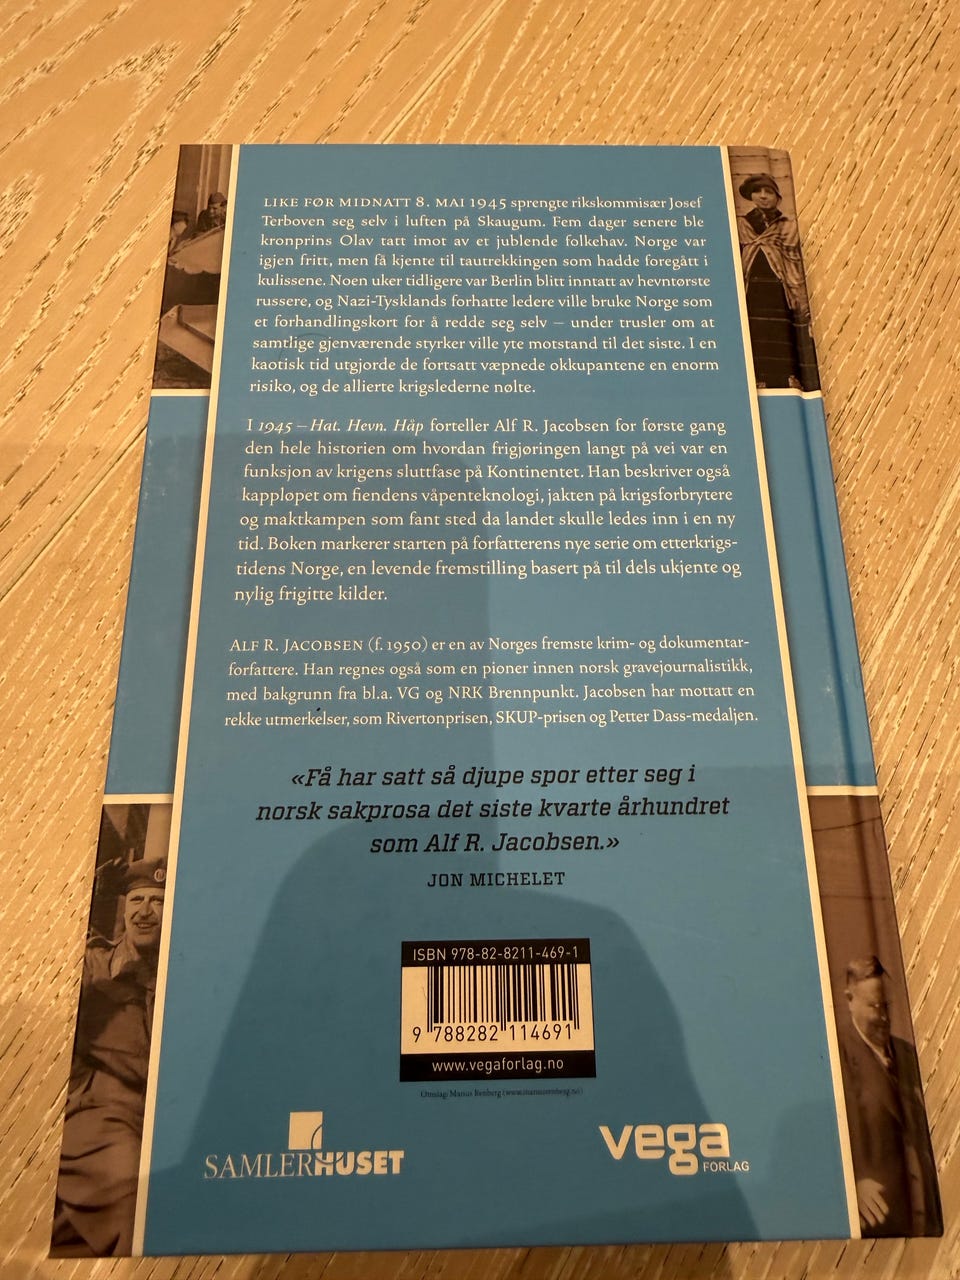 LIKE FØR MIDNATT 8. MAI 1945 sprengte rikskommisær Josef
Terboven seg selv i luften på Skaugum. Fem dager senere ble
kronprins Olav tatt imot av et jublende folkehav. Norge var
igjen fritt, men få kjente til tautrekkingen som hadde foregått i
kulissene. Noen uker tidligere var Berlin blitt inntatt av hevntørste
russere, og Nazi-Tysklands forhatte ledere ville bruke Norge som
et forhandlingskort for å redde seg selv – under trusler om at
samtlige gjenværende styrker ville yte motstand til det siste. I en
kaotisk tid utgjorde de fortsatt væpnede okkupantene en enorm
risiko, og de allierte krigslederne nølte.
I 1945 – Hat. Hevn. Håp forteller Alf R. Jacobsen for første gang
den hele historien om hvordan frigjøringen langt på vei var en
funksjon av krigens sluttfase på Kontinentet. Han beskriver også
kappløpet om fiendens våpenteknologi, jakten på krigsforbrytere
og maktkampen som fant sted da landet skulle ledes inn i en ny
tid. Boken markerer starten på forfatterens nye serie om etterkrigs-
tidens Norge, en levende fremstilling basert på til dels ukjente og
nylig frigitte kilder.
ALF R. JACOBSEN (f. 1950) er en av Norges fremste krim- og dokumentar-
forfattere. Han regnes også som en pioner innen norsk gravejournalistikk,
med bakgrunn fra bl.a. VG og NRK Brennpunkt. Jacobsen har mottatt en
rekke utmerkelser, som Rivertonprisen, SKUP-prisen og Petter Dass-medaljen.
«Få har satt så djupe spor etter seg i
norsk sakprosa det siste kvarte århundret
som Alf R. Jacobsen.»
JON MICHELET
ISBN 978-82-8211-469-1
9 788282 114691
www.vegaforlag.no
Omslag: Marius Renberg (www.mariusrenberg.no)
SAMLERHUSET
vega
FORLAG